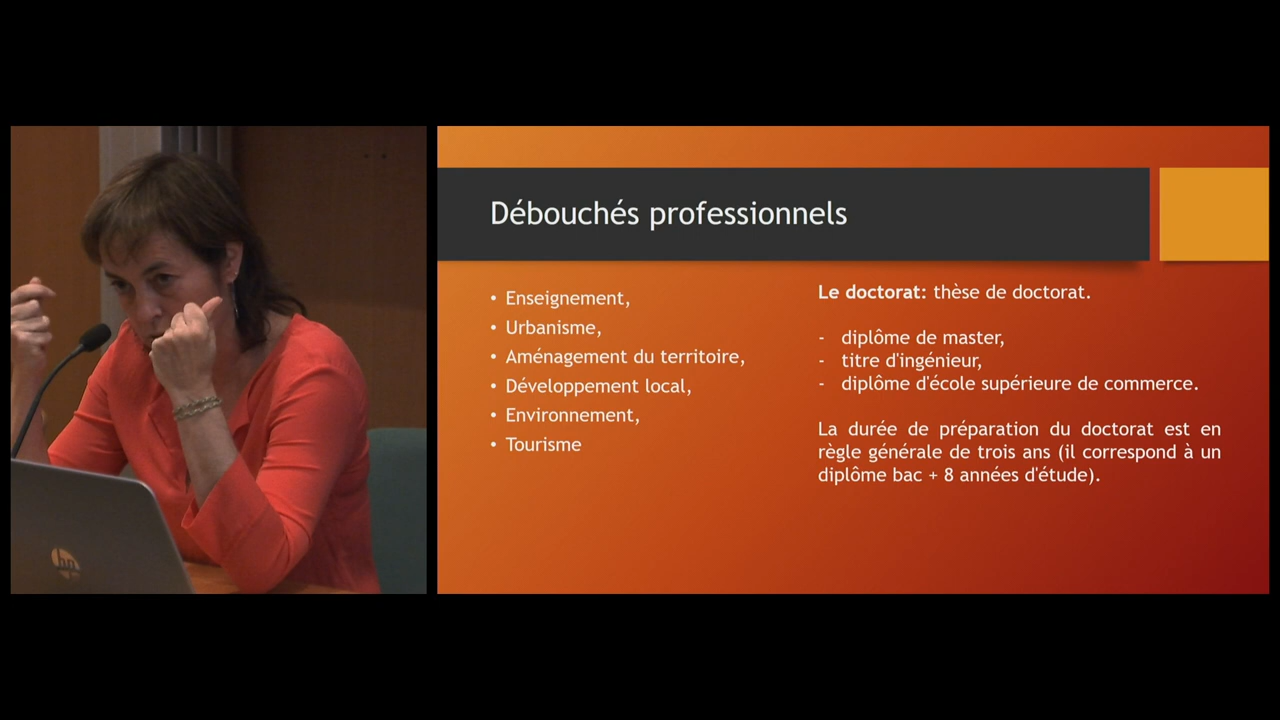 Débouchés professionnels
• Enseignement,
• Urbanisme,
• Aménagement du territoire,
• Développement local,
• Environnement,
• Tourisme
Le doctorat: thèse de doctorat.
- diplôme de master,
- titre d'ingénieur,
- diplôme d'école supérieure de commerce.
La durée de préparation du doctorat est en
règle générale de trois ans (il correspond à un
diplôme bac + 8 années d'étude).
hp